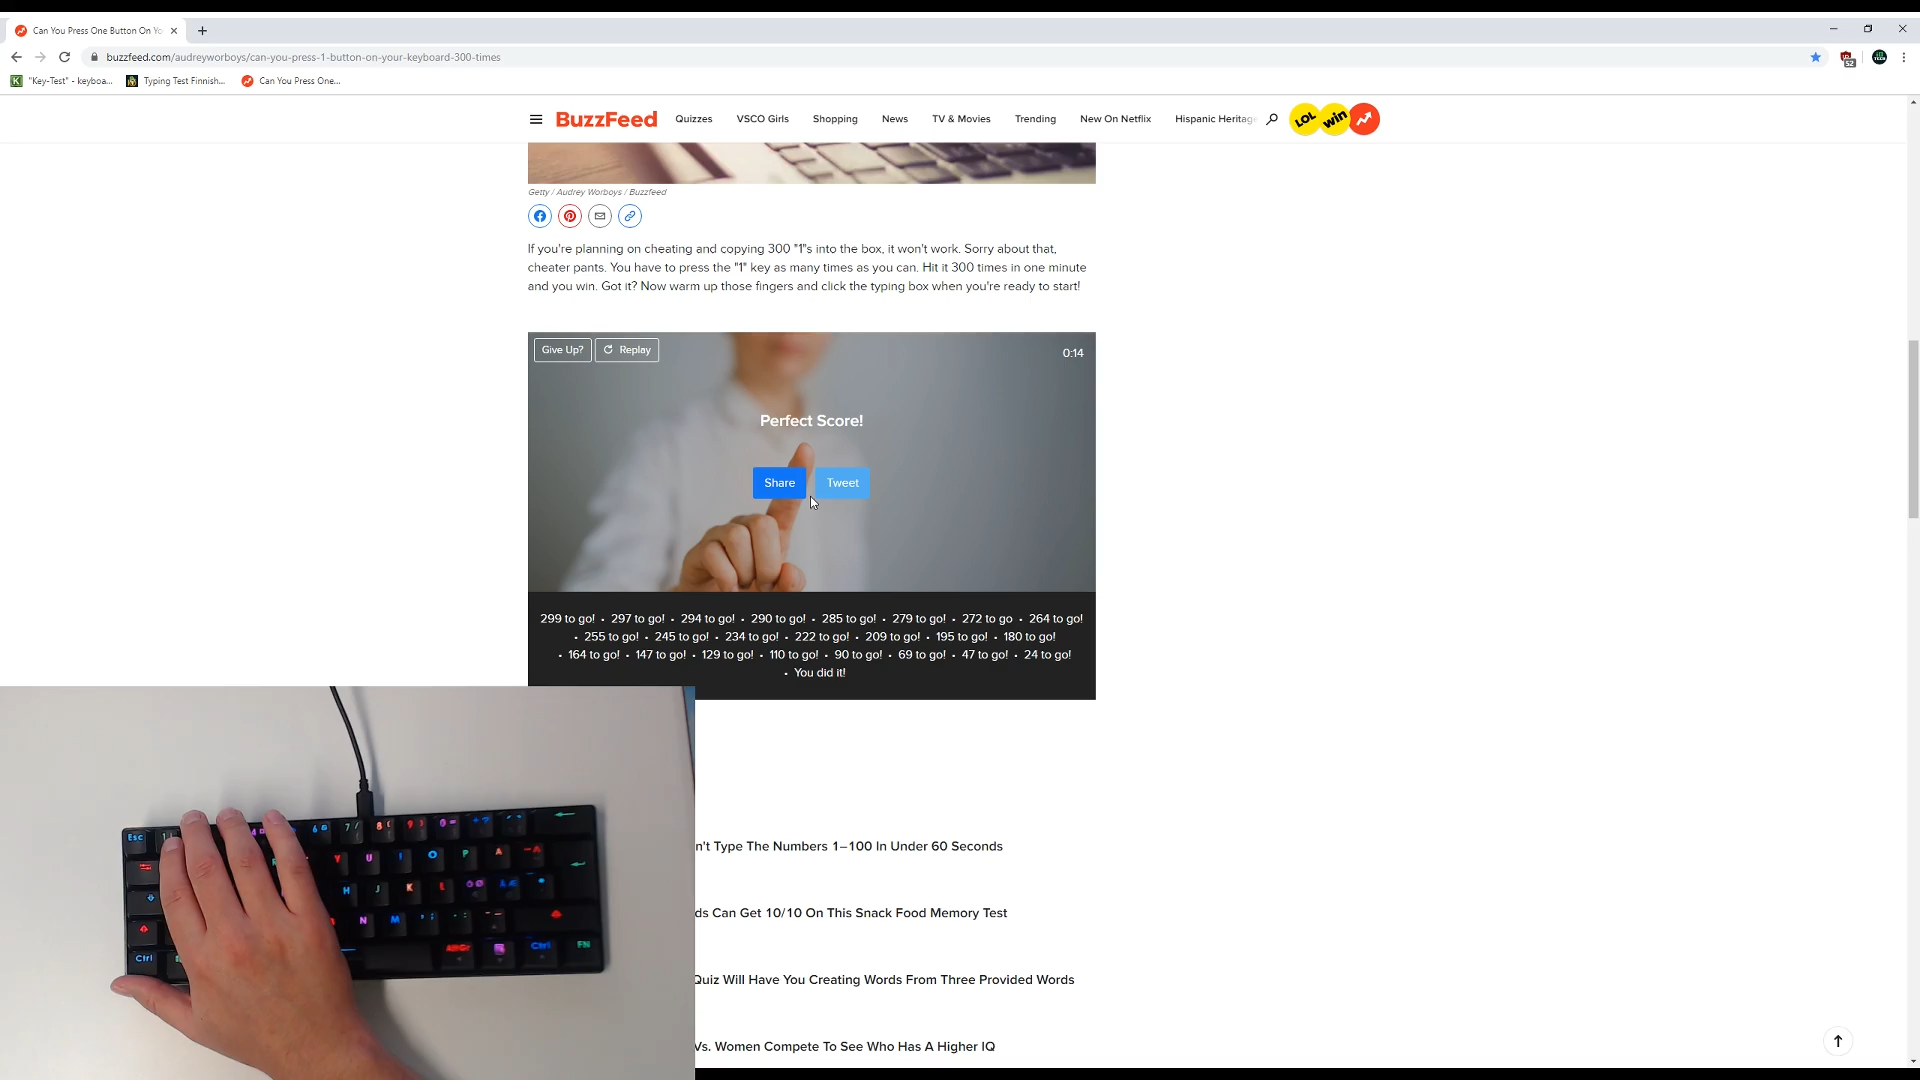 Can You Press One Button On Yo
buzzfeed.com/audreyworboys/can-you-press-1-button-on-your-keyboard-300-times
"Key-Test" - keyboa... Typing Test Finnish... Can You Press One...
BuzzFeed Quizzes VSCO Girls Shopping News TV & Movies Trending New On Netflix Hispanic Heritag LOL win
Getty / Audrey Worboys / Buzzfeed
If you're planning on cheating and copying 300 "1"s into the box, it won't work. Sorry about that,
cheater pants. You have to press the "1" key as many times as you can. Hit it 300 times in one minute
and you win. Got it? Now warm up those fingers and click the typing box when you're ready to start!
Give Up? Replay 0:14
Perfect Score!
Share Tweet
299 to go! • 297 to go! • 294 to go! • 290 to go! • 285 to go! • 279 to go! • 272 to go • 264 to go!
• 255 to go! • 245 to go! • 234 to go! • 222 to go! • 209 to go! • 195 to go! • 180 to go!
• 164 to go! • 147 to go! • 129 to go! • 110 to go! • 90 to go! • 69 to go! • 47 to go! • 24 to go!
• You did it!
n't Type The Numbers 1–100 In Under 60 Seconds
ds Can Get 10/10 On This Snack Food Memory Test
Quiz Will Have You Creating Words From Three Provided Words
Vs. Women Compete To See Who Has A Higher IQ
Esc 6 7 8 9
Y U I O P
H J K L
N M
Ctrl Alt Gr Ctrl FN